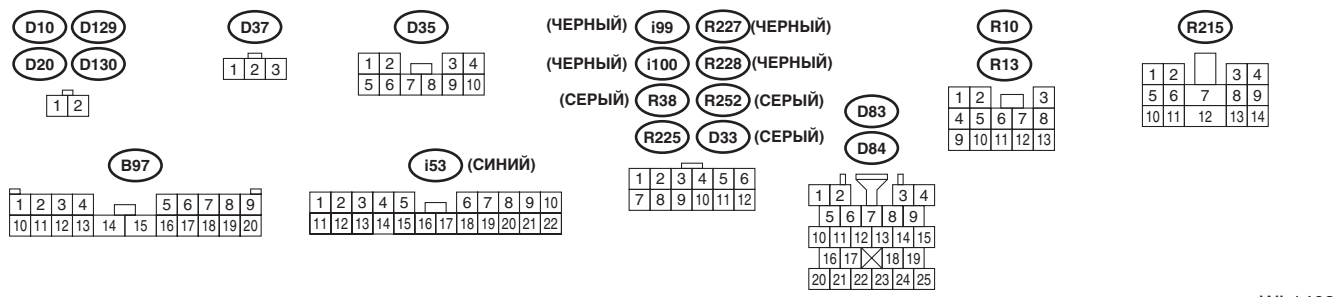 D10 D129
D20 D130
1 2
D37
1 2 3
D35
1 2 3 4
5 6 7 8 9 10
(ЧЕРНЫЙ) i99 R227 (ЧЕРНЫЙ)
(ЧЕРНЫЙ) i100 R228 (ЧЕРНЫЙ)
(СЕРЫЙ) R38 R252 (СЕРЫЙ)
R225 D33 (СЕРЫЙ)
1 2 3 4 5 6
7 8 9 10 11 12
D83
D84
1 2 3 4
5 6 7 8 9
10 11 12 13 14 15
16 17 18 19
20 21 22 23 24 25
R10
R13
1 2 3
4 5 6 7 8
9 10 11 12 13
R215
1 2 3 4
5 6 7 8 9
10 11 12 13 14
B97
1 2 3 4 5 6 7 8 9
10 11 12 13 14 15 16 17 18 19 20
i53 (СИНИЙ)
1 2 3 4 5 6 7 8 9 10
11 12 13 14 15 16 17 18 19 20 21 22